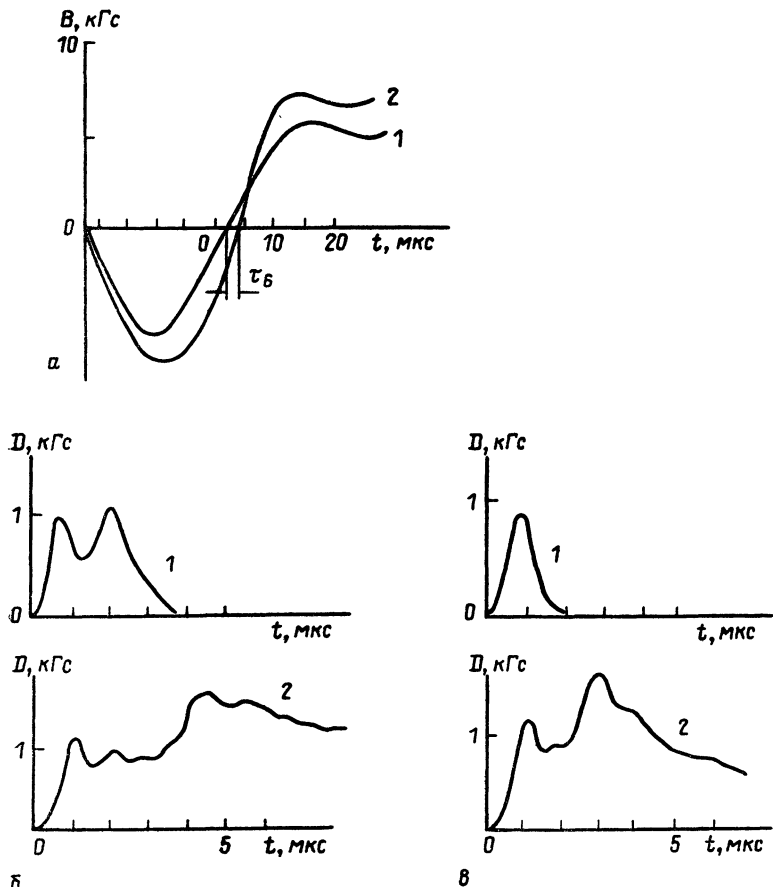 B, кГс
10
2
1
0
0 10 20 t, мкс
τб
а
D, кГс D, кГс
1 1
1 1
0 0
t, мкс t, мкс
D, кГс D, кГс
2 2
1 1
0 5 t, мкс 0 5 t, мкс
б в